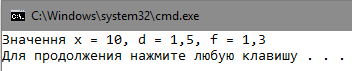 C:\Windows\system32\cmd.exe
Значення x = 10, d = 1,5, f = 1,3
Для продолжения нажмите любую клавишу . . .